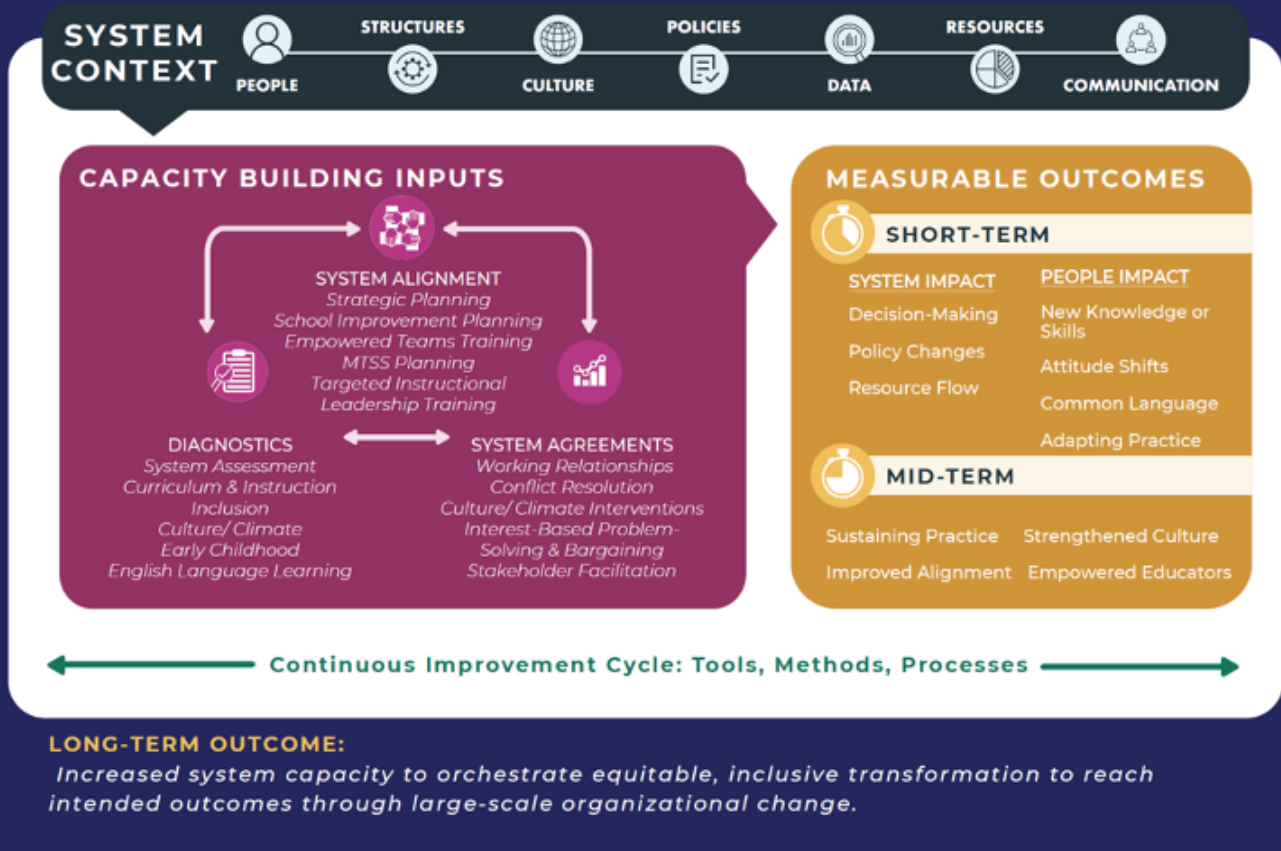 SYSTEM
CONTEXT
PEOPLE
STRUCTURES
CULTURE
POLICIES
DATA
RESOURCES
COMMUNICATION
CAPACITY BUILDING INPUTS
SYSTEM ALIGNMENT
Strategic Planning
School Improvement Planning
Empowered Teams Training
MTSS Planning
Targeted Instructional
Leadership Training
DIAGNOSTICS
System Assessment
Curriculum & Instruction
Inclusion
Culture/ Climate
Early Childhood
English Language Learning
SYSTEM AGREEMENTS
Working Relationships
Conflict Resolution
Culture/ Climate Interventions
Interest-Based Problem-
Solving & Bargaining
Stakeholder Facilitation
MEASURABLE OUTCOMES
SHORT-TERM
SYSTEM IMPACT
Decision-Making
Policy Changes
Resource Flow
PEOPLE IMPACT
New Knowledge or
Skills
Attitude Shifts
Common Language
Adapting Practice
MID-TERM
Sustaining Practice
Strengthened Culture
Improved Alignment
Empowered Educators
Continuous Improvement Cycle: Tools, Methods, Processes
LONG-TERM OUTCOME:
Increased system capacity to orchestrate equitable, inclusive transformation to reach
intended outcomes through large-scale organizational change.